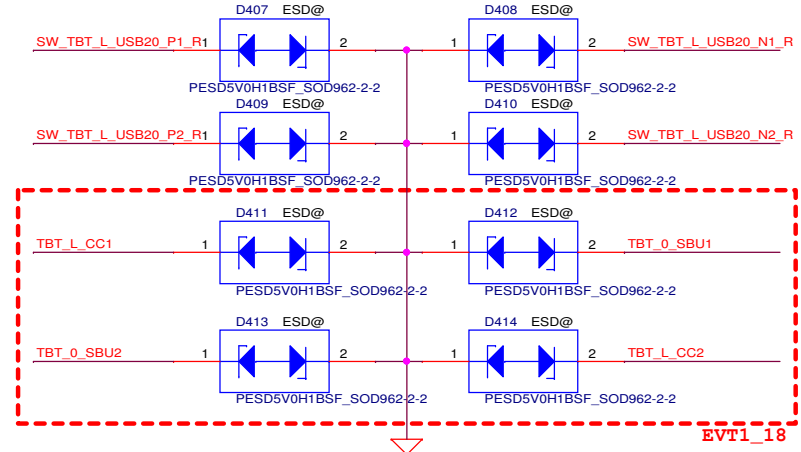 D407 ESD@ D408 ESD@
SW_TBT_L_USB20_P1_R 1 2 1 2 SW_TBT_L_USB20_N1_R
PESD5V0H1BSF_SOD962-2-2 PESD5V0H1BSF_SOD962-2-2
D409 ESD@ D410 ESD@
SW_TBT_L_USB20_P2_R 1 2 1 2 SW_TBT_L_USB20_N2_R
PESD5V0H1BSF_SOD962-2-2 PESD5V0H1BSF_SOD962-2-2
D411 ESD@ D412 ESD@
TBT_L_CC1 1 2 1 2 TBT_0_SBU1
PESD5V0H1BSF_SOD962-2-2 PESD5V0H1BSF_SOD962-2-2
D413 ESD@ D414 ESD@
TBT_0_SBU2 1 2 1 2 TBT_L_CC2
PESD5V0H1BSF_SOD962-2-2 PESD5V0H1BSF_SOD962-2-2
EVT1_18